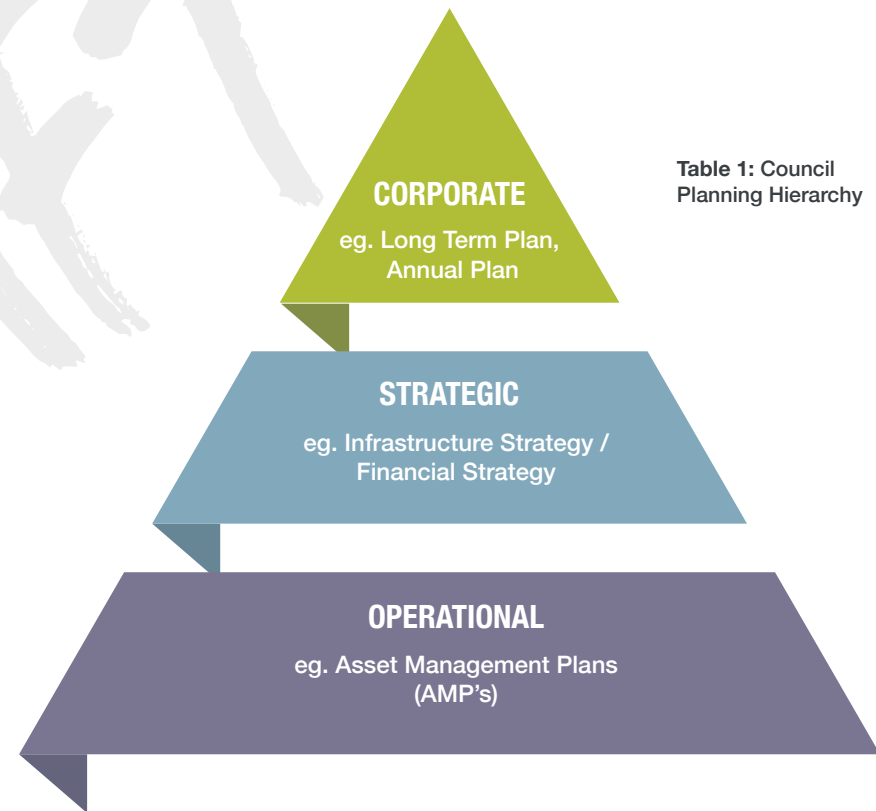 CORPORATE
eg. Long Term Plan,
Annual Plan
Table 1: Council
Planning Hierarchy
STRATEGIC
eg. Infrastructure Strategy /
Financial Strategy
OPERATIONAL
eg. Asset Management Plans
(AMP’s)